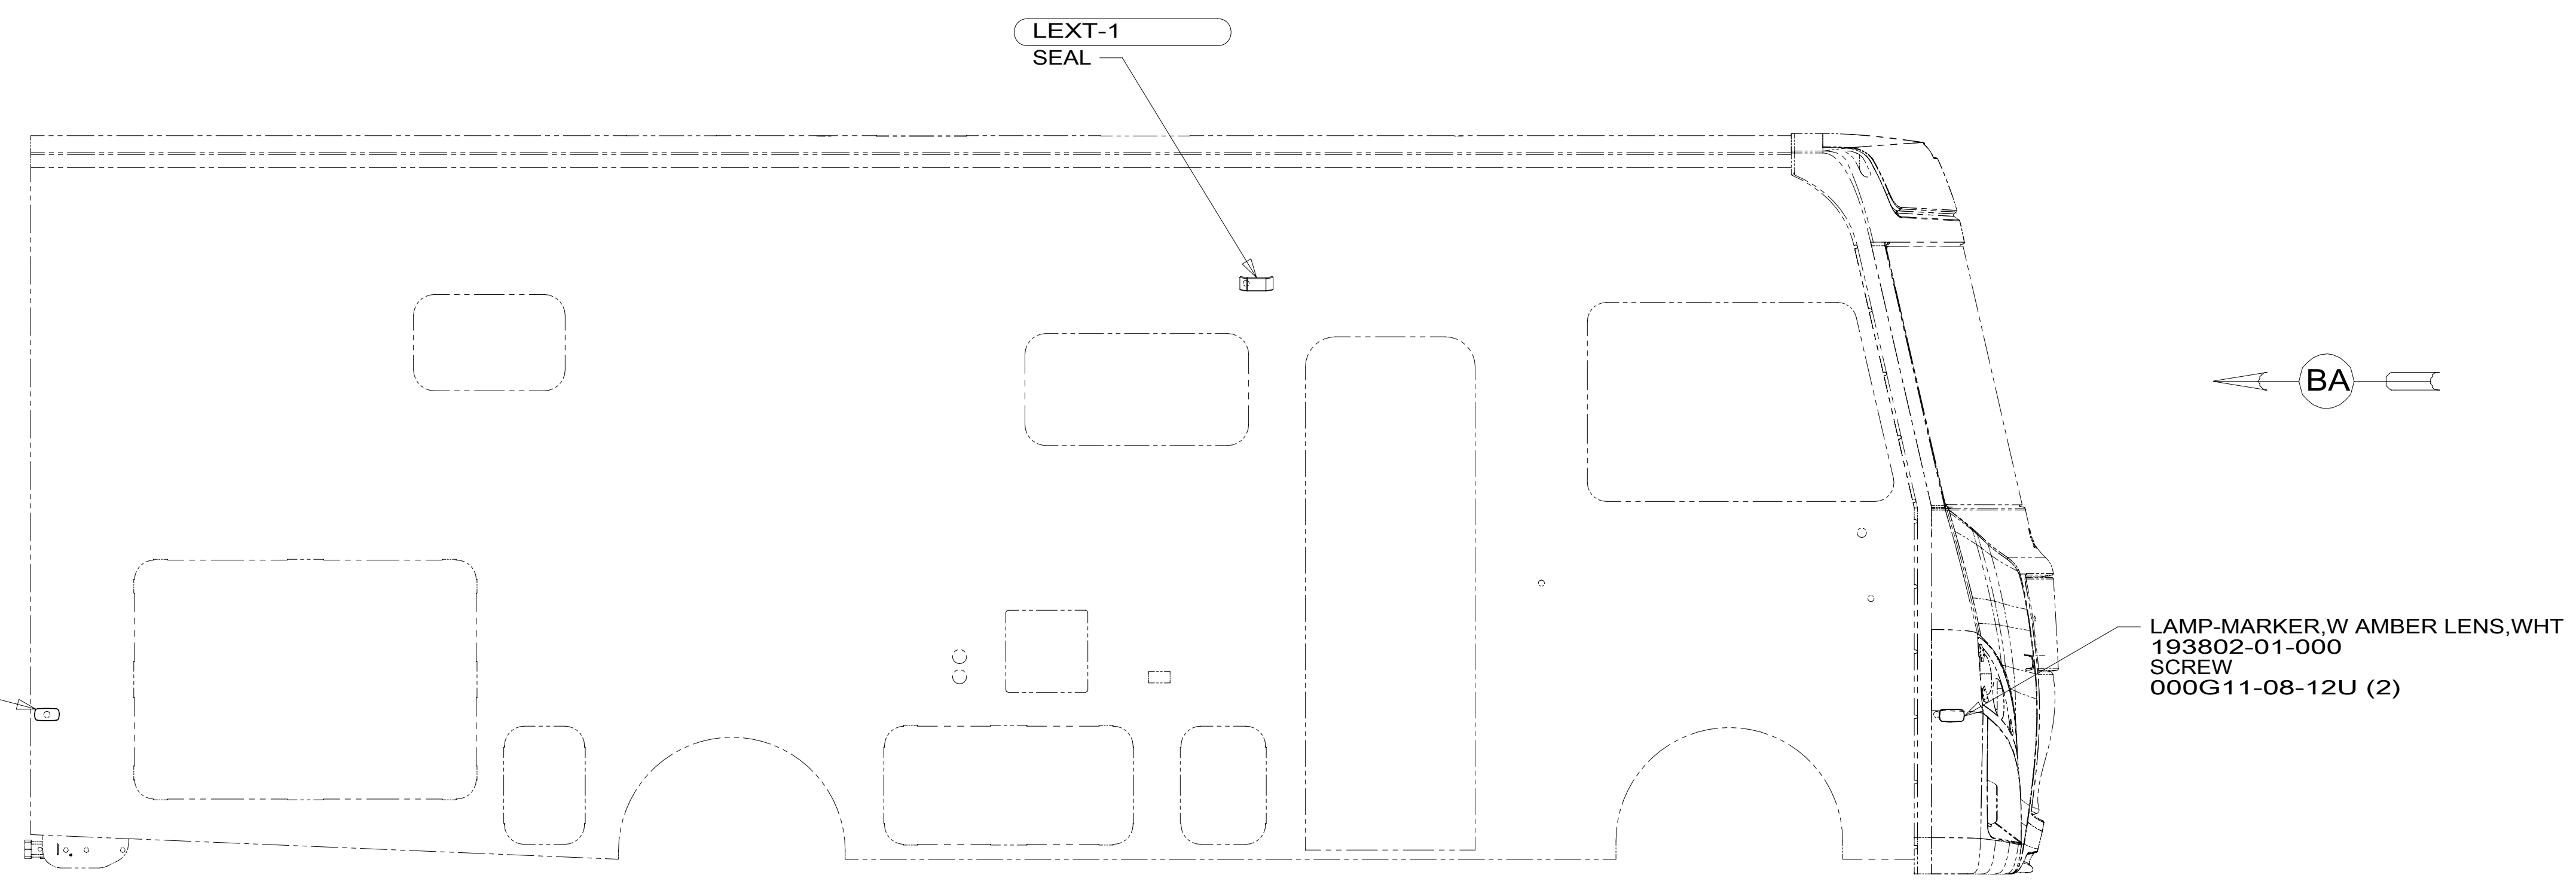 LEXT-1
SEAL
BA
LAMP-MARKER,W AMBER LENS,WHT
193802-01-000
SCREW
000G11-08-12U (2)